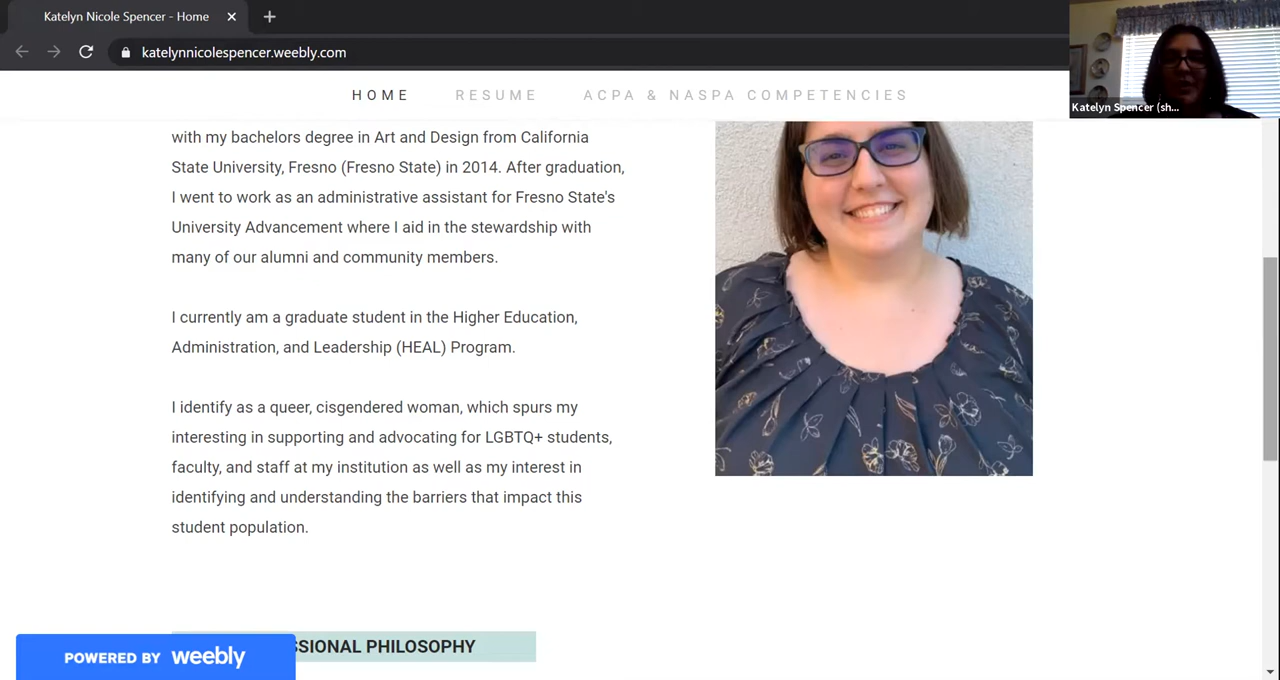 Katelyn Nicole Spencer - Home
katelynnicolespencer.weebly.com
Katelyn Spencer (sh...
HOME RESUME ACPA & NASPA COMPETENCIES
with my bachelors degree in Art and Design from California
State University, Fresno (Fresno State) in 2014. After graduation,
I went to work as an administrative assistant for Fresno State's
University Advancement where I aid in the stewardship with
many of our alumni and community members.
I currently am a graduate student in the Higher Education,
Administration, and Leadership (HEAL) Program.
I identify as a queer, cisgendered woman, which spurs my
interesting in supporting and advocating for LGBTQ+ students,
faculty, and staff at my institution as well as my interest in
identifying and understanding the barriers that impact this
student population.
SSIONAL PHILOSOPHY
POWERED BY weebly